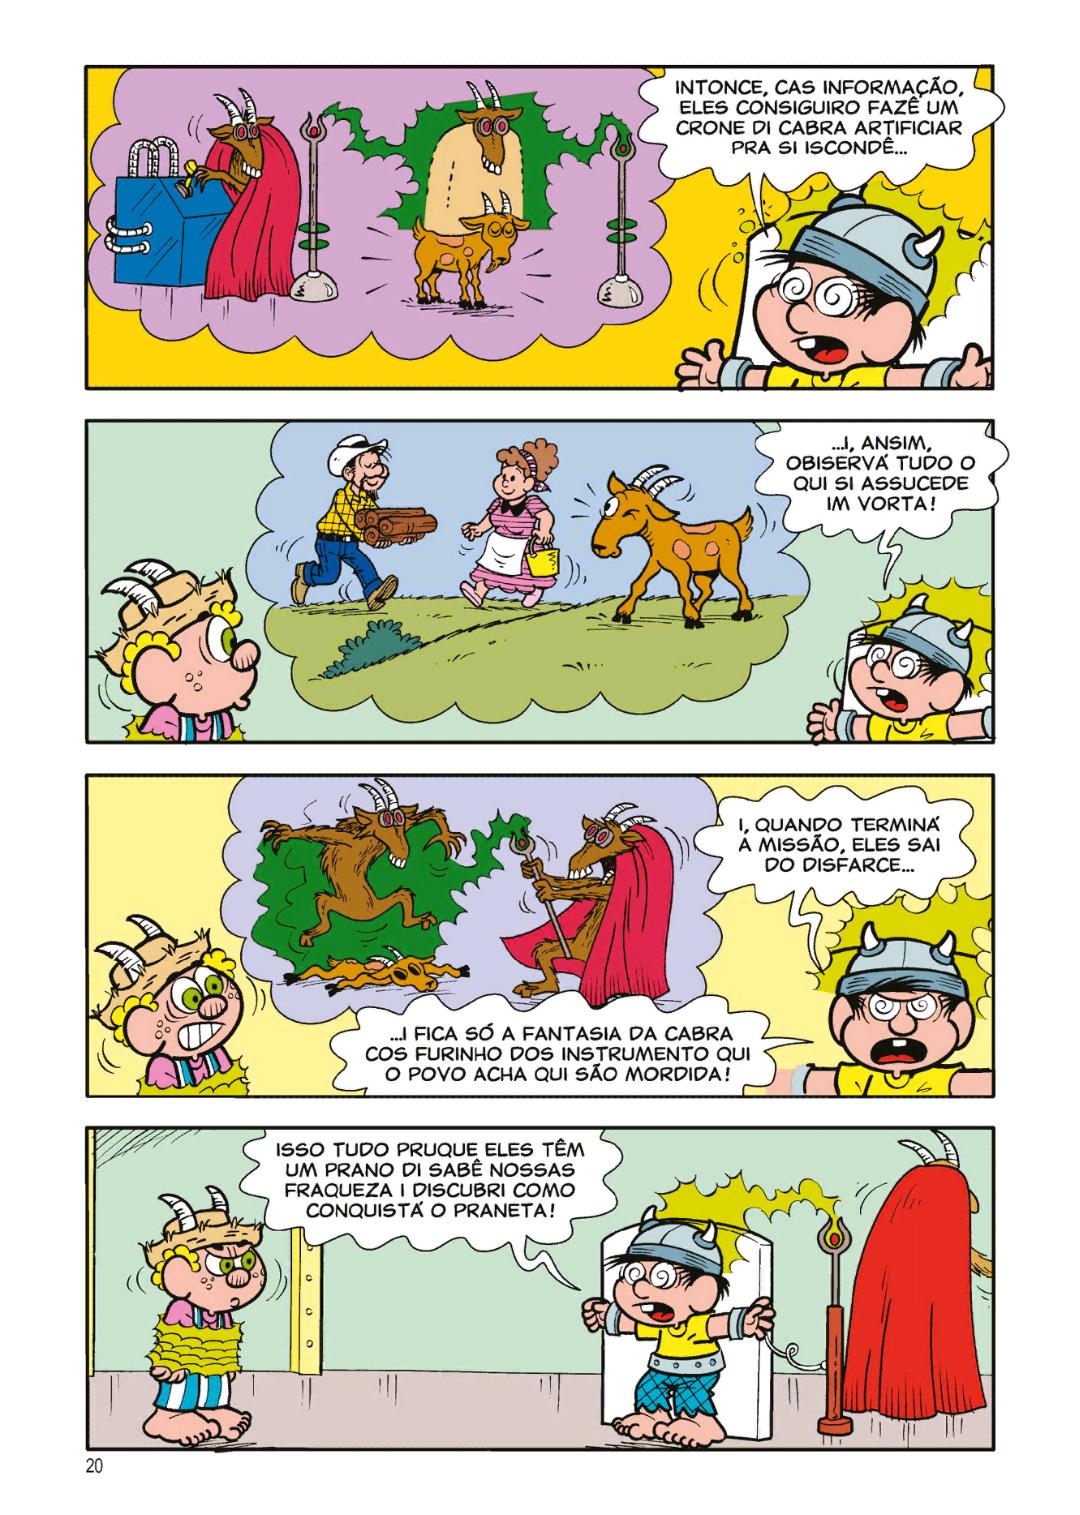 INTONCE, CAS INFORMAÇÃO,
ELES CONSIGUIRO FAZÊ UM
CRONE DI CABRA ARTIFICIAR
PRA SI ISCONDÊ...
...I, ANSIM,
OBISERVÁ TUDO O
QUI SI ASSUCEDE
IM VORTA!
I, QUANDO TERMINÁ
A MISSÃO, ELES SAI
DO DISFARCE...
...I FICA SÓ A FANTASIA DA CABRA
COS FURINHO DOS INSTRUMENTO QUI
O POVO ACHA QUI SÃO MORDIDA!
ISSO TUDO PRUQUE ELES TÊM
UM PRANO DI SABÊ NOSSAS
FRAQUEZA I DISCUBRI COMO
CONQUISTÁ O PRANETA!
20